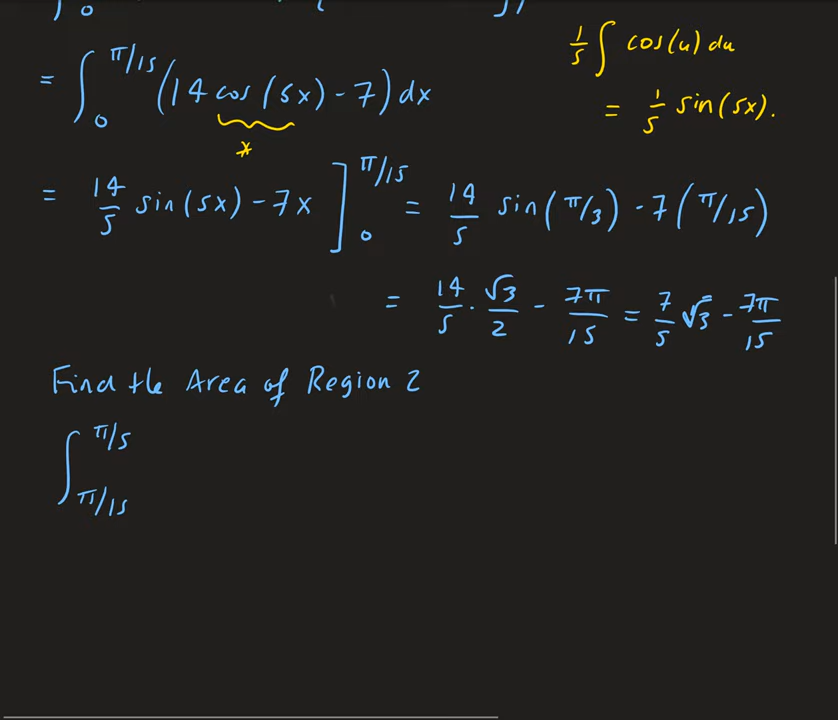 0
1/5 ∫ cos(u) du
= ∫_0^{π/15} (14 cos(5x) - 7) dx
= 1/5 sin(5x).
*
= 14/5 sin(5x) - 7x ]_0^{π/15} = 14/5 sin(π/3) - 7(π/15)
= 14/5 · √3/2 - 7π/15 = 7/5 √3 - 7π/15
Find the Area of Region 2
∫_{π/15}^{π/5}